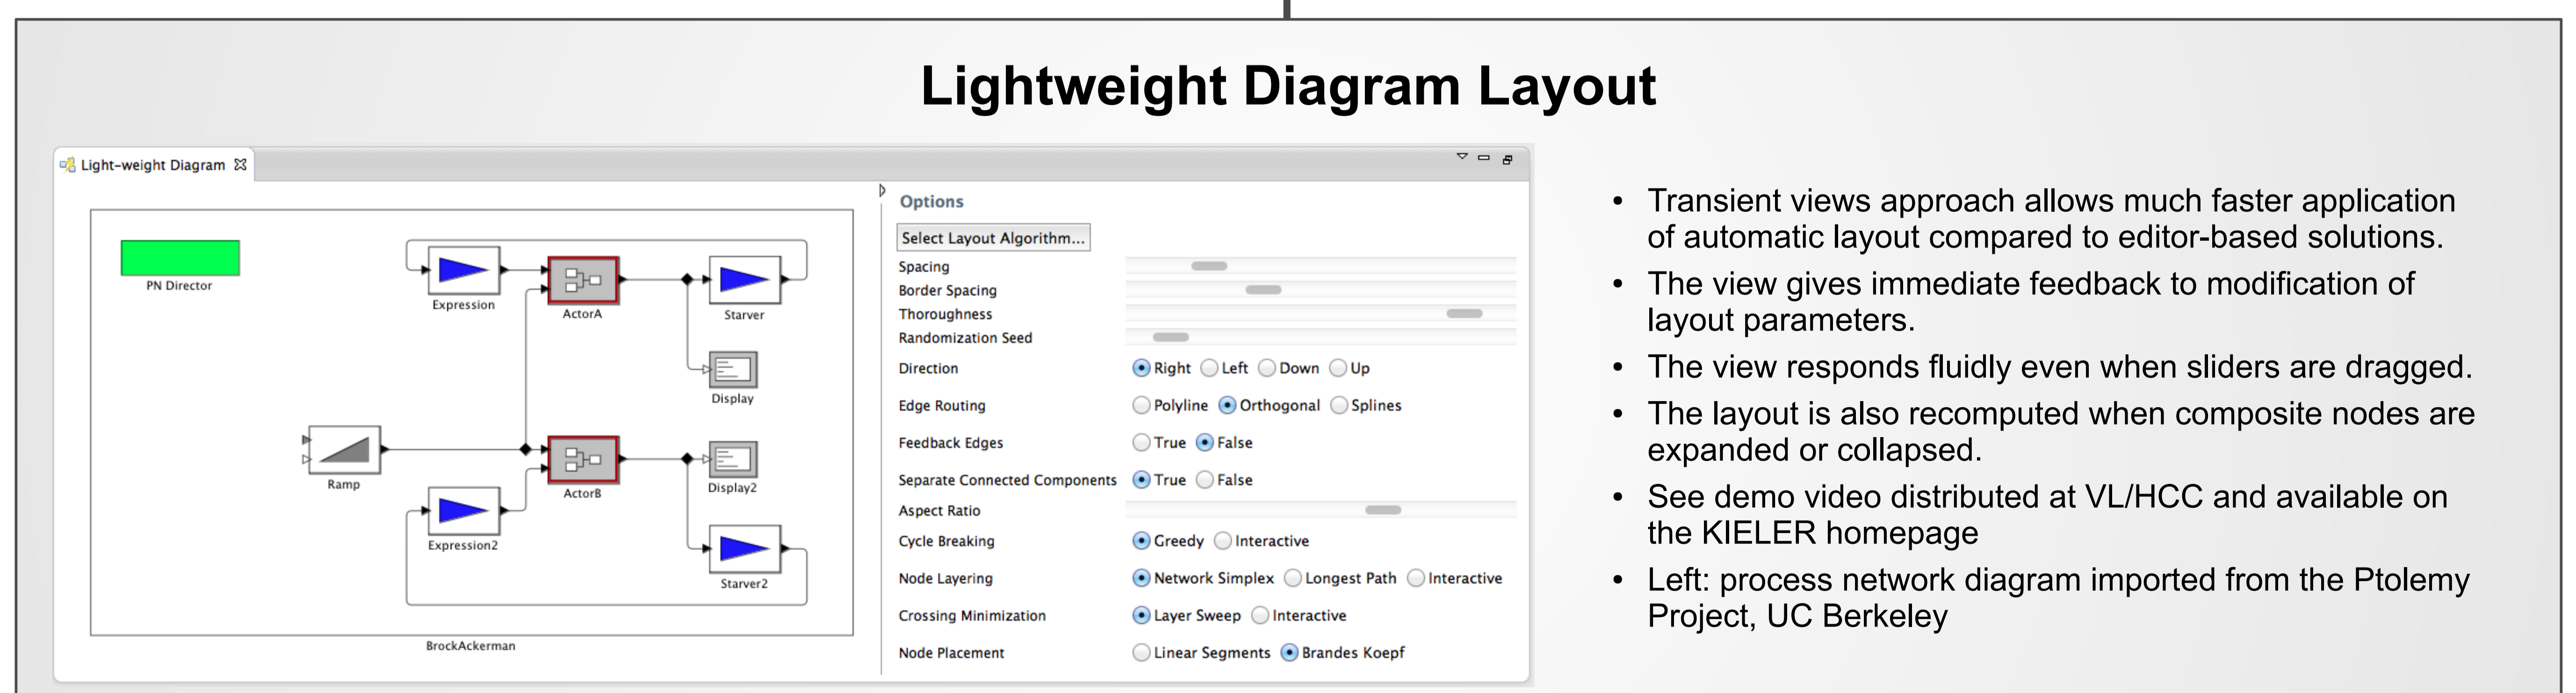 Lightweight Diagram Layout
Light-weight Diagram
PN Director
Expression
ActorA
Starver
Display
Ramp
ActorB
Display2
Expression2
Starver2
BrockAckerman
Options
Select Layout Algorithm...
Spacing
Border Spacing
Thoroughness
Randomization Seed
Direction Right Left Down Up
Edge Routing Polyline Orthogonal Splines
Feedback Edges True False
Separate Connected Components True False
Aspect Ratio
Cycle Breaking Greedy Interactive
Node Layering Network Simplex Longest Path Interactive
Crossing Minimization Layer Sweep Interactive
Node Placement Linear Segments Brandes Koepf
• Transient views approach allows much faster application
of automatic layout compared to editor-based solutions.
• The view gives immediate feedback to modification of
layout parameters.
• The view responds fluidly even when sliders are dragged.
• The layout is also recomputed when composite nodes are
expanded or collapsed.
• See demo video distributed at VL/HCC and available on
the KIELER homepage
• Left: process network diagram imported from the Ptolemy
Project, UC Berkeley